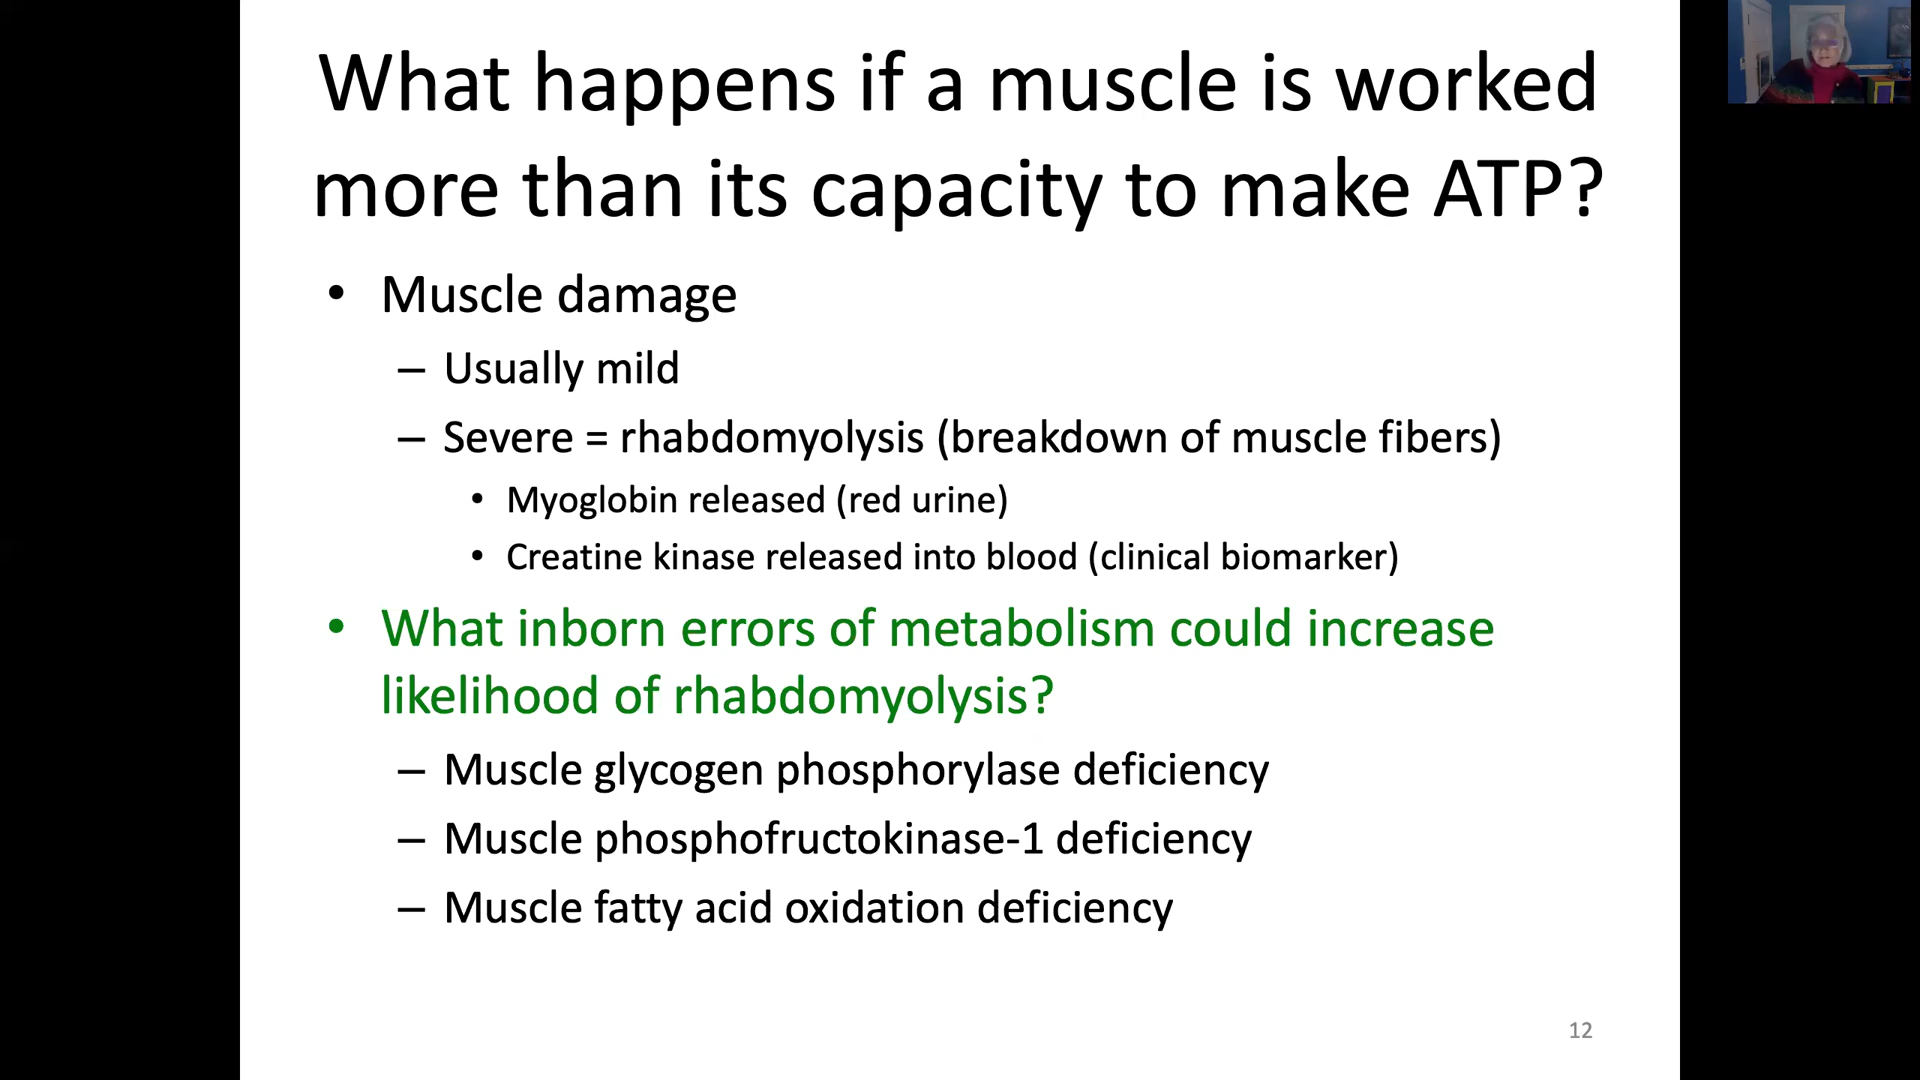 What happens if a muscle is worked
more than its capacity to make ATP?
• Muscle damage
– Usually mild
– Severe = rhabdomyolysis (breakdown of muscle fibers)
• Myoglobin released (red urine)
• Creatine kinase released into blood (clinical biomarker)
• What inborn errors of metabolism could increase
likelihood of rhabdomyolysis?
– Muscle glycogen phosphorylase deficiency
– Muscle phosphofructokinase-1 deficiency
– Muscle fatty acid oxidation deficiency
12